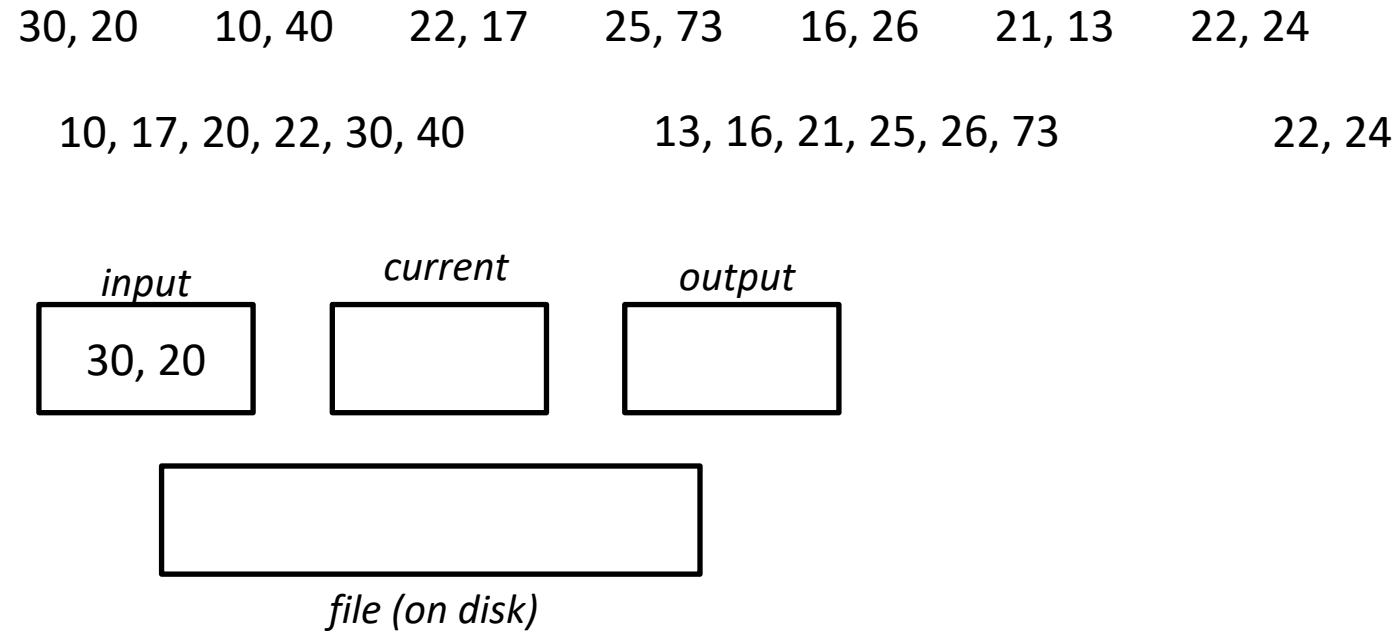 30, 20 10, 40 22, 17 25, 73 16, 26 21, 13 22, 24
10, 17, 20, 22, 30, 40 13, 16, 21, 25, 26, 73 22, 24
input current output
30, 20
file (on disk)